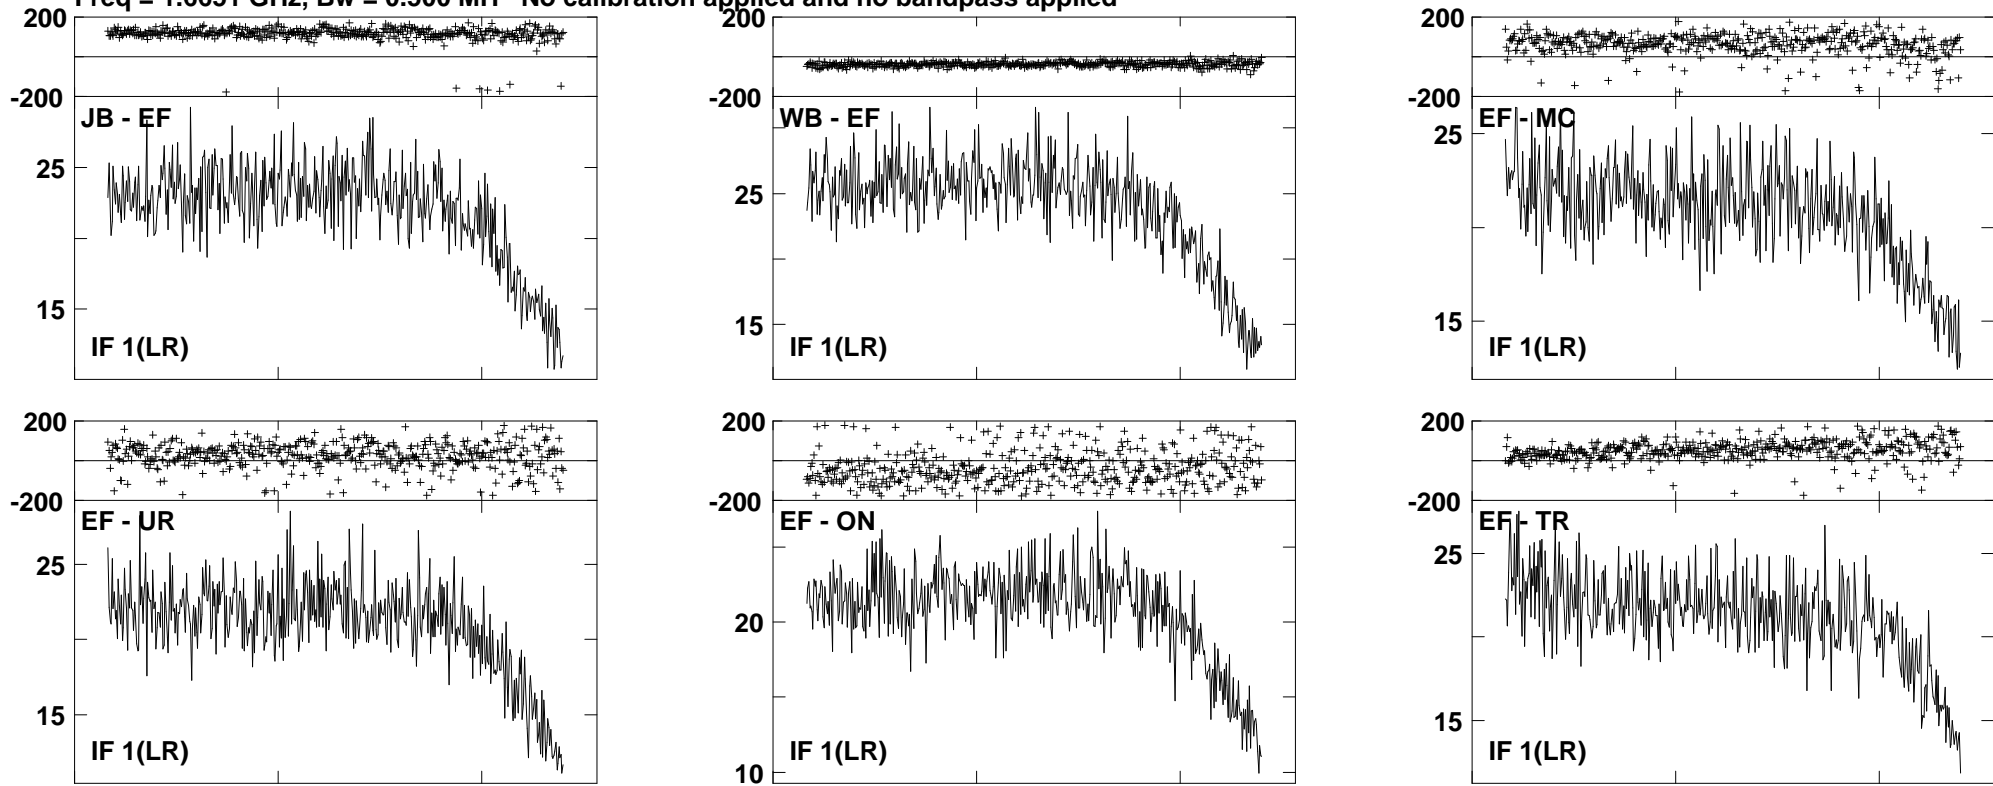 Freq = 1.6651 GHz, Bw = 0.500 MH No calibration applied and no bandpass applied
200
-200
JB - EF
25
15
IF 1(LR)
200
-200
WB - EF
25
15
IF 1(LR)
200
-200
EF - MC
25
15
IF 1(LR)
200
-200
EF - UR
25
15
IF 1(LR)
200
-200
EF - ON
20
10
IF 1(LR)
200
-200
EF - TR
25
15
IF 1(LR)